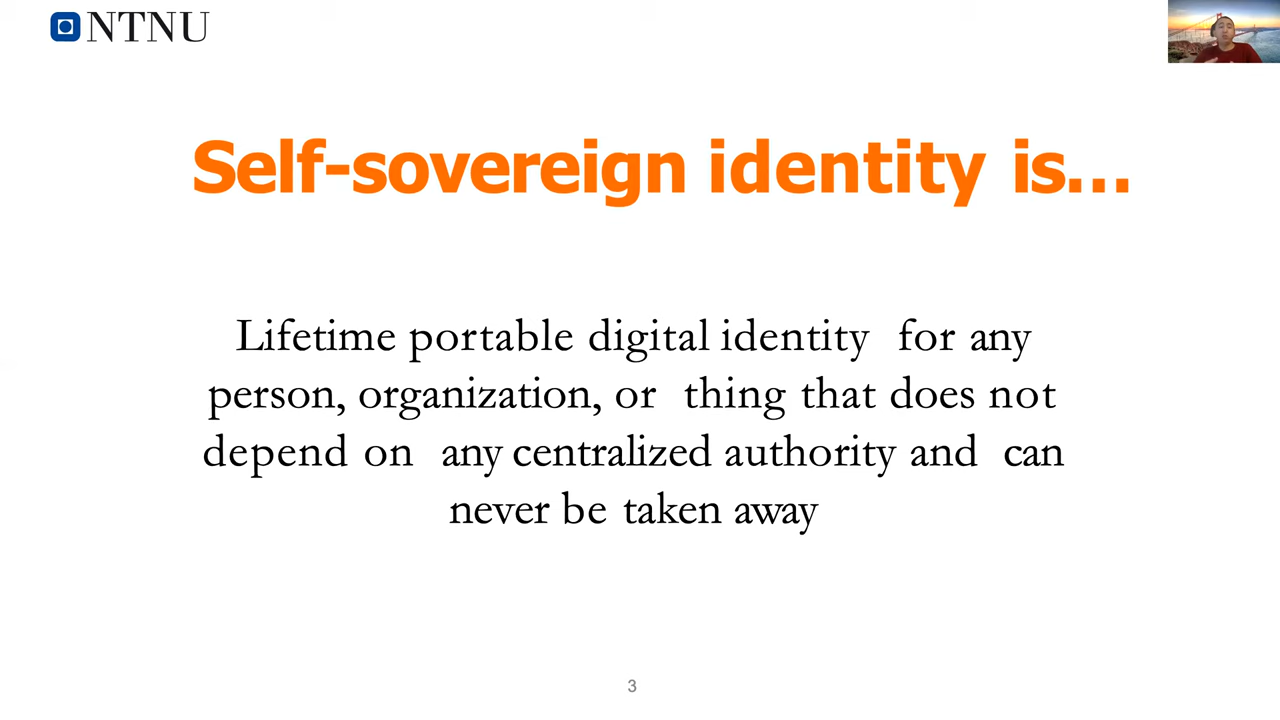 NTNU
Self-sovereign identity is...
Lifetime portable digital identity for any
person, organization, or thing that does not
depend on any centralized authority and can
never be taken away
3